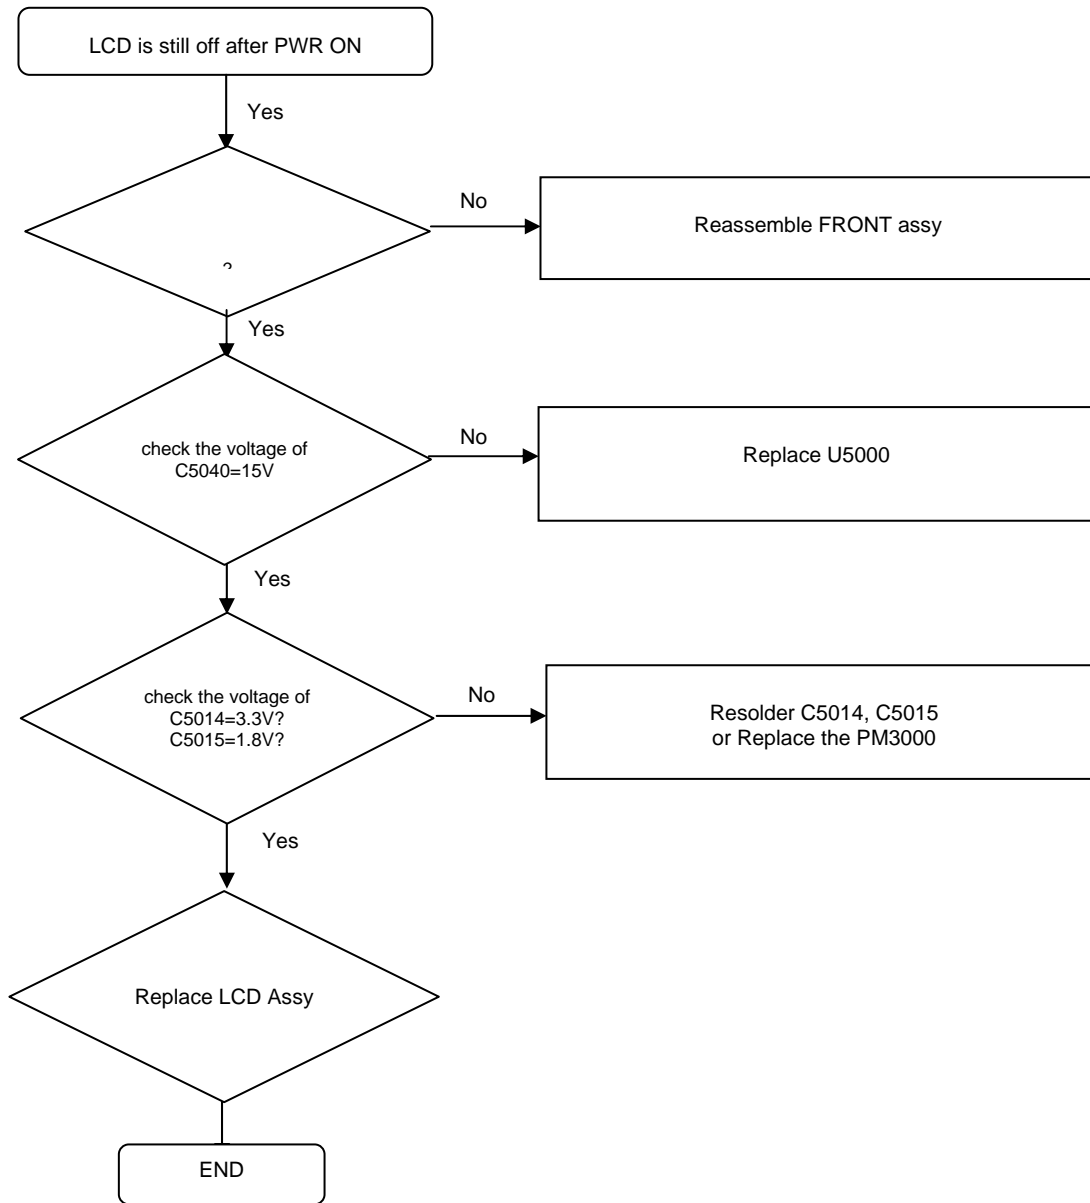 LCD is still off after PWR ON
Yes
No
Reassemble FRONT assy
?
Yes
check the voltage of
C5040=15V
No
Replace U5000
Yes
check the voltage of
C5014=3.3V?
C5015=1.8V?
No
Resolder C5014, C5015
or Replace the PM3000
Yes
Replace LCD Assy
END